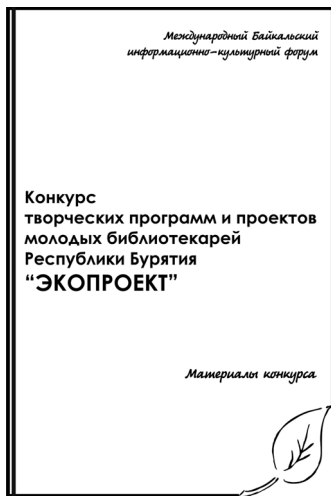 Международный Байкальский
информационно-культурный форум
Конкурс
творческих программ и проектов
молодых библиотекарей
Республики Бурятия
“ЭКОПРОЕКТ”
Материалы конкурса